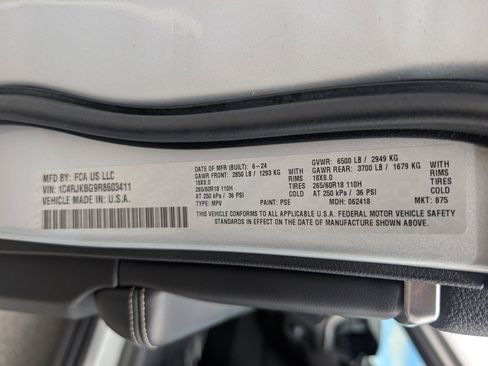 MFD BY: FCA US LLC
VIN: 1C4RJKBG9R8603411
VEHICLE MADE IN: U.S.A.
DATE OF MFR (BUILT): 6-24
GAWR FRONT: 2850 LB / 1293 KG WITH
18X8.0 RIMS
265/60R18 110H TIRES
AT 250 kPa / 36 PSI COLD
TYPE: MPV PAINT: PSE
GVWR: 6500 LB / 2949 KG
GAWR REAR: 3700 LB / 1679 KG WITH
18X8.0 RIMS
265/60R18 110H TIRES
AT 250 kPa / 36 PSI COLD
MDH: 062418 MKT: 875
THIS VEHICLE CONFORMS TO ALL APPLICABLE U.S.A. FEDERAL MOTOR VEHICLE SAFETY
STANDARDS IN EFFECT ON THE DATE OF MANUFACTURE SHOWN ABOVE.